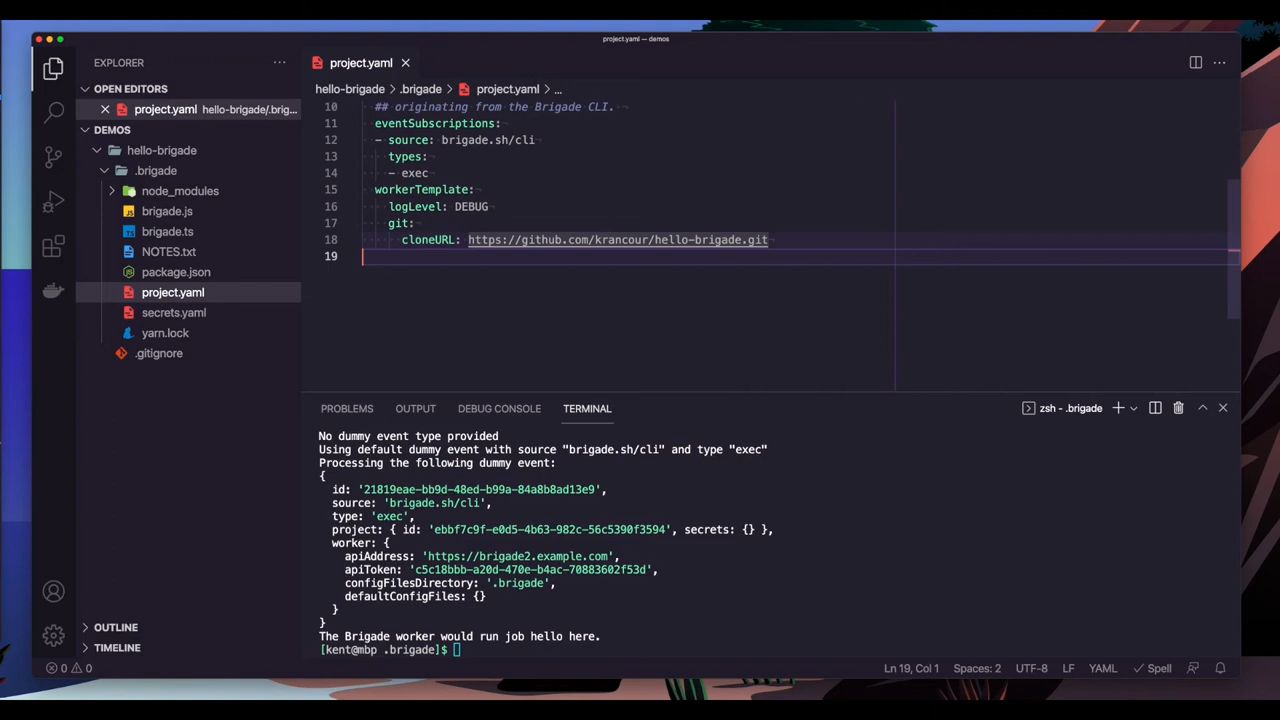 project.yaml — demos
EXPLORER
project.yaml
OPEN EDITORS
project.yaml hello-brigade/.brig...
DEMOS
hello-brigade
.brigade
node_modules
brigade.js
brigade.ts
NOTES.txt
package.json
project.yaml
secrets.yaml
yarn.lock
.gitignore
OUTLINE
TIMELINE
hello-brigade > .brigade > project.yaml > ...
10 ## originating from the Brigade CLI.
11 eventSubscriptions:
12 - source: brigade.sh/cli
13 types:
14 - exec
15 workerTemplate:
16 logLevel: DEBUG
17 git:
18 cloneURL: https://github.com/krancour/hello-brigade.git
19
PROBLEMS OUTPUT DEBUG CONSOLE TERMINAL zsh - .brigade
No dummy event type provided
Using default dummy event with source "brigade.sh/cli" and type "exec"
Processing the following dummy event:
{
id: '21819eae-bb9d-48ed-b99a-84a8b8ad13e9',
source: 'brigade.sh/cli',
type: 'exec',
project: { id: 'ebbf7c9f-e0d5-4b63-982c-56c5390f3594', secrets: {} },
worker: {
apiAddress: 'https://brigade2.example.com',
apiToken: 'c5c18bbb-a20d-470e-b4ac-70883602f53d',
configFilesDirectory: '.brigade',
defaultConfigFiles: {}
}
}
The Brigade worker would run job hello here.
[kent@mbp .brigade]$
0 0 Ln 19, Col 1 Spaces: 2 UTF-8 LF YAML Spell